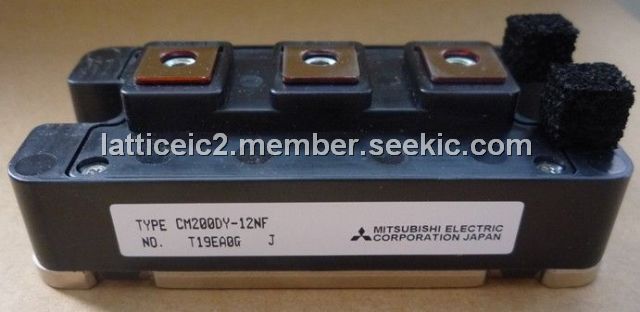 latticeic2.member.seekic.com
TYPE CM200DY-12NF
NO. T19EA0G J
MITSUBISHI ELECTRIC
CORPORATION JAPAN